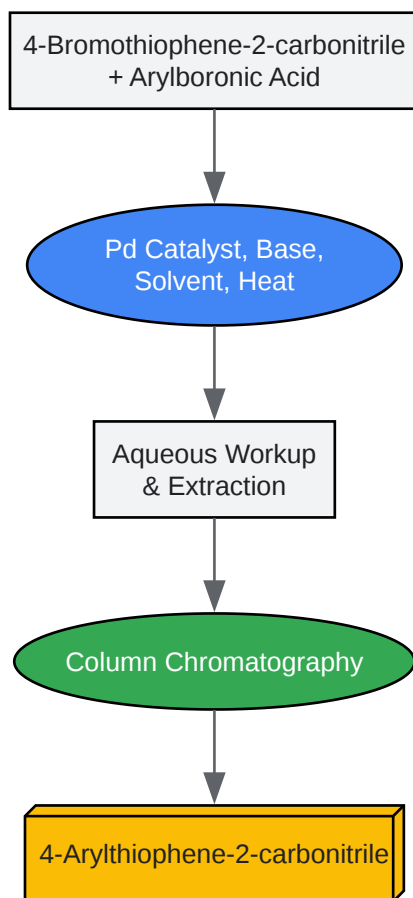 4-Bromothiophene-2-carbonitrile
+ Arylboronic Acid
Pd Catalyst, Base,
Solvent, Heat
Aqueous Workup
& Extraction
Column Chromatography
4-Arylthiophene-2-carbonitrile